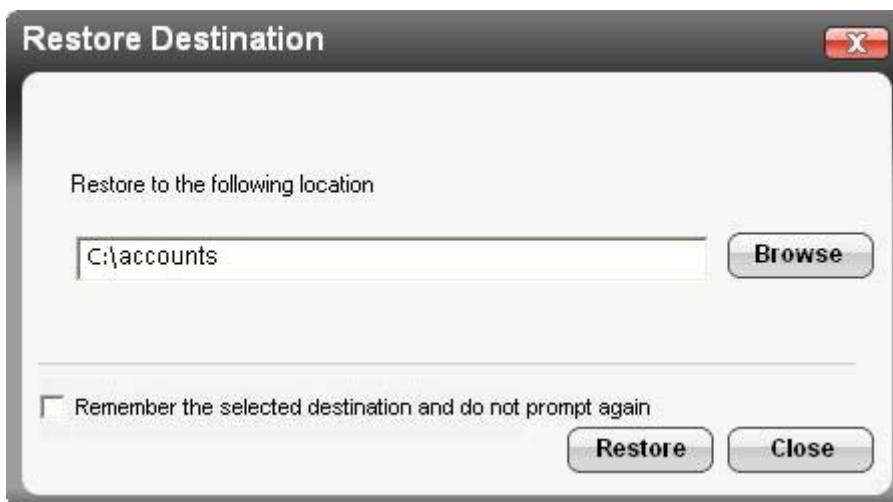 Restore Destination
X
Restore to the following location
C:\accounts
Browse
Remember the selected destination and do not prompt again
Restore
Close